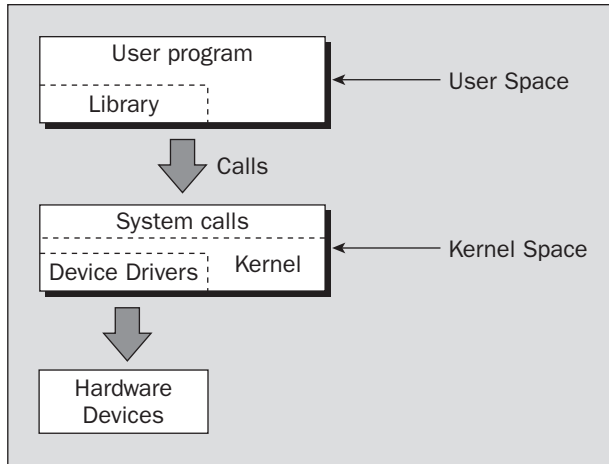 User program
Library
User Space
Calls
System calls
Kernel
Device Drivers
Kernel Space
Hardware
Devices